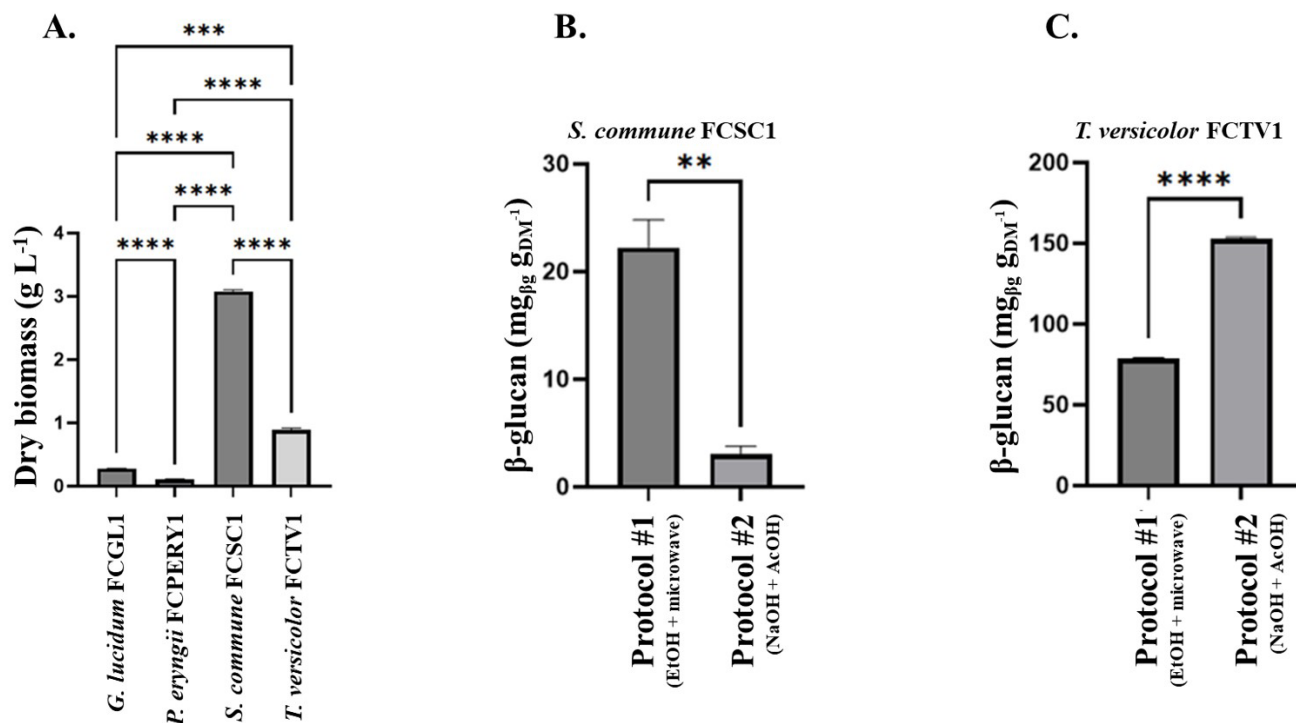 A.
***
****
****
****
****
****
Dry biomass (g L⁻¹)
4
3
2
1
0
G. lucidum FCGL1
P. eryngii FCPERY1
S. commune FCSC1
T. versicolor FCTV1
B.
S. commune FCSC1
**
β-glucan (mgβg gDM⁻¹)
30
20
10
0
Protocol #1
(EtOH + microwave)
Protocol #2
(NaOH + AcOH)
C.
T. versicolor FCTV1
****
β-glucan (mgβg gDM⁻¹)
200
150
100
50
0
Protocol #1
(EtOH + microwave)
Protocol #2
(NaOH + AcOH)